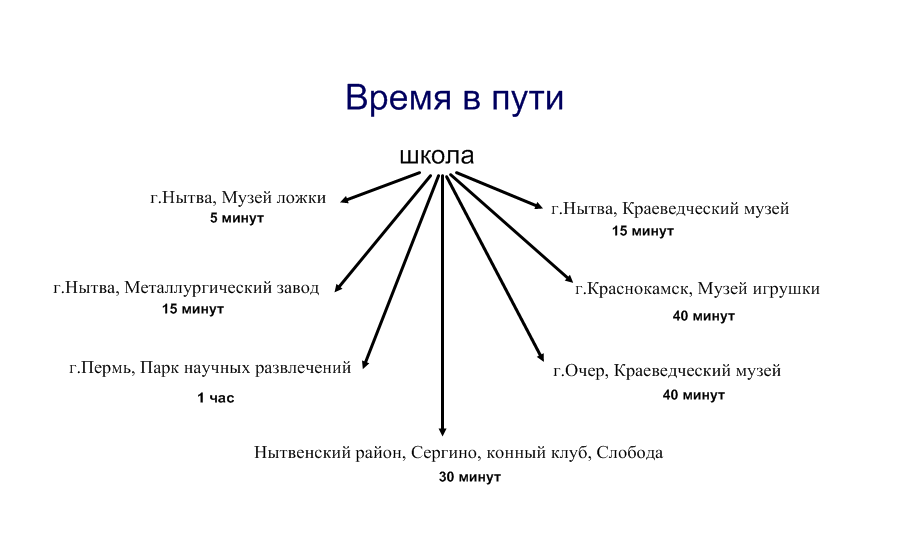 Время в пути
школа
г.Нытва, Музей ложки
5 минут
г.Нытва, Краеведческий музей
15 минут
г.Нытва, Металлургический завод
15 минут
г.Краснокамск, Музей игрушки
40 минут
г.Пермь, Парк научных развлечений
1 час
г.Очер, Краеведческий музей
40 минут
Нытвенский район, Сергино, конный клуб, Слобода
30 минут